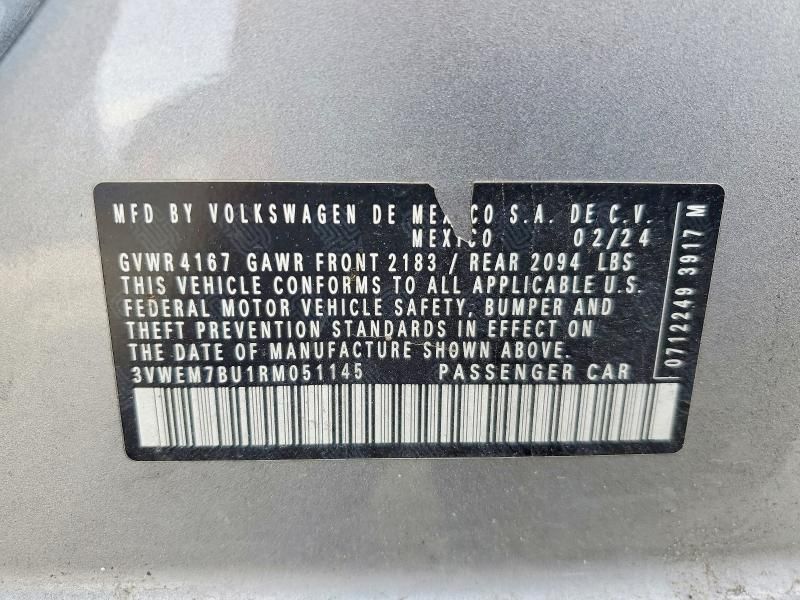 MFD BY VOLKSWAGEN DE MEXICO S.A. DE C.V.
MEXICO 02/24
GVWR 4167 GAWR FRONT 2183 / REAR 2094 LBS
THIS VEHICLE CONFORMS TO ALL APPLICABLE U.S.
FEDERAL MOTOR VEHICLE SAFETY, BUMPER AND
THEFT PREVENTION STANDARDS IN EFFECT ON
THE DATE OF MANUFACTURE SHOWN ABOVE.
3VWEM7BU1RM051145 PASSENGER CAR
0712249 3917 M